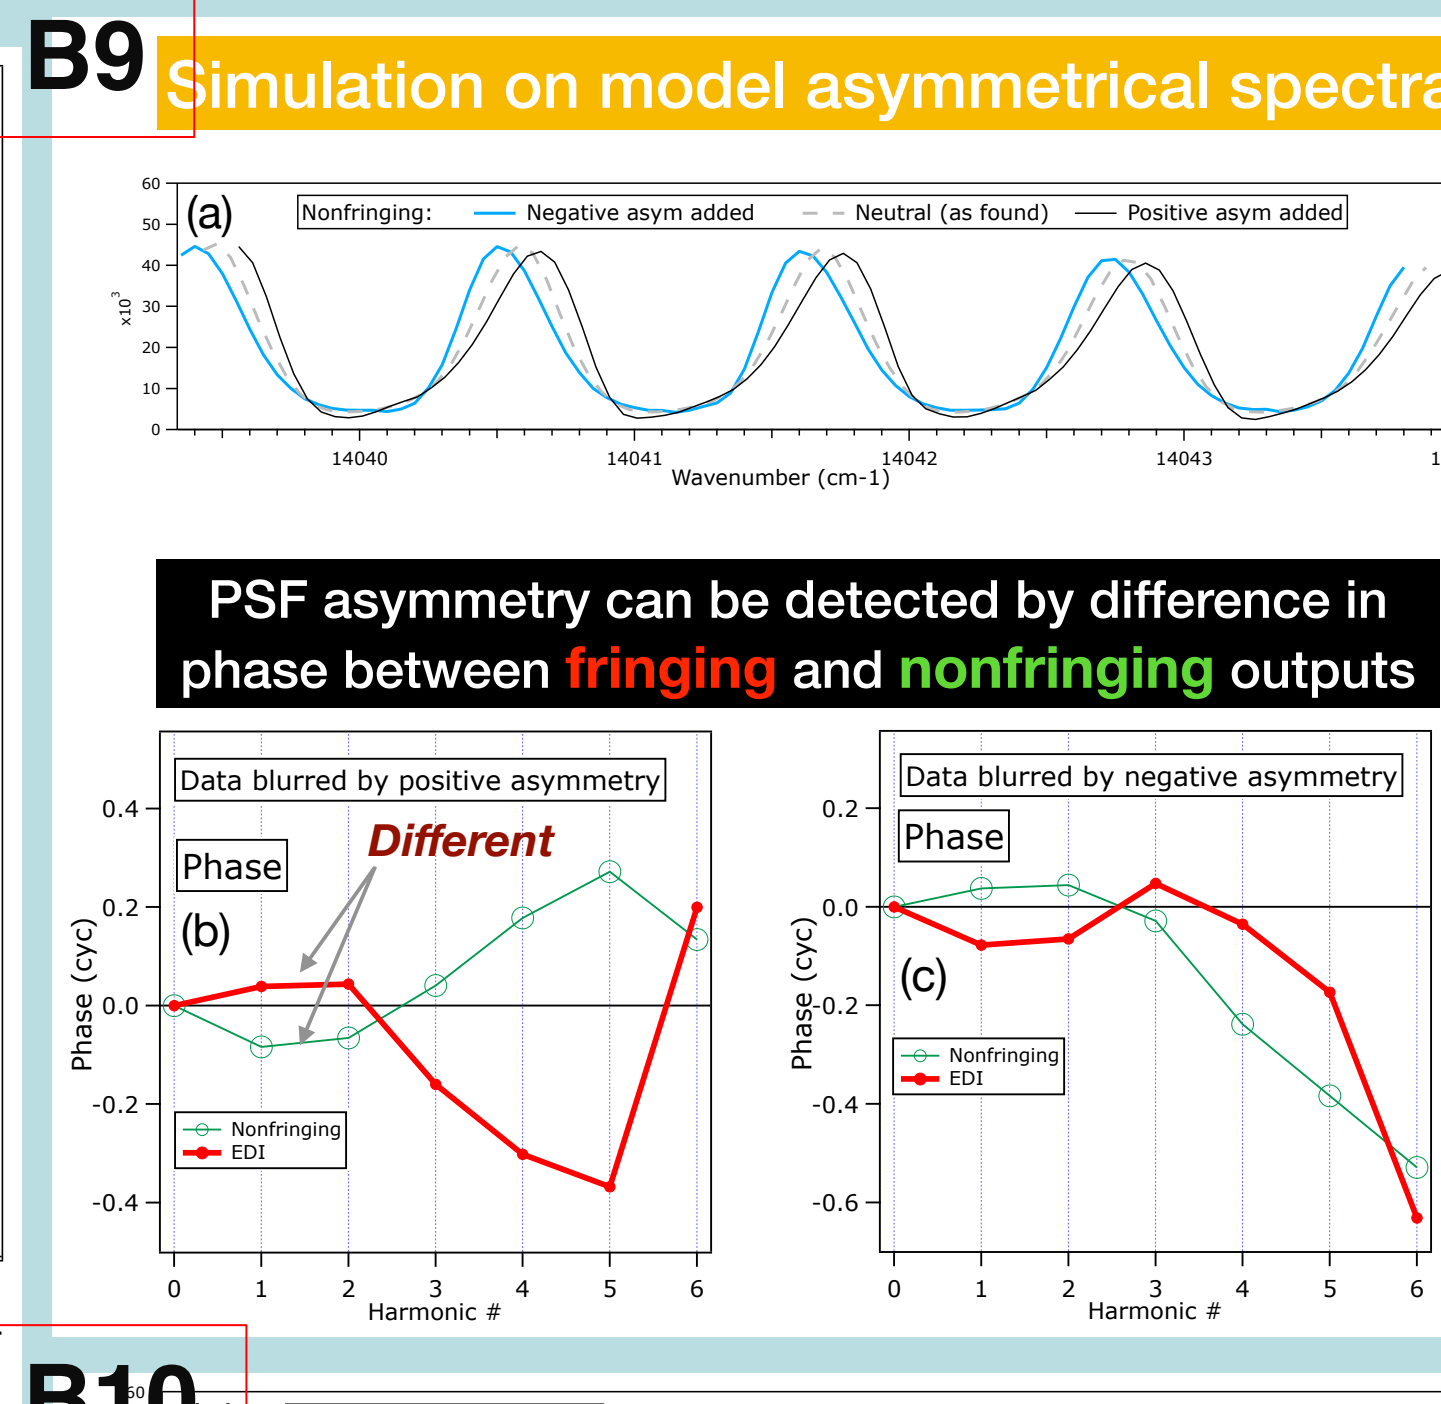 B9
Simulation on model asymmetrical spectra
(a)
Nonfringing: Negative asym added Neutral (as found) Positive asym added
60
50
40
30
20
10
0
x10³
14040 14041 14042 14043 1
Wavenumber (cm-1)
PSF asymmetry can be detected by difference in
phase between fringing and nonfringing outputs
Data blurred by positive asymmetry
Different
Phase
(b)
0.4
0.2
0.0
-0.2
-0.4
Phase (cyc)
Nonfringing
EDI
0 1 2 3 4 5 6
Harmonic #
Data blurred by negative asymmetry
Phase
(c)
0.2
0.0
-0.2
-0.4
-0.6
Phase (cyc)
Nonfringing
EDI
0 1 2 3 4 5 6
Harmonic #
B10
60